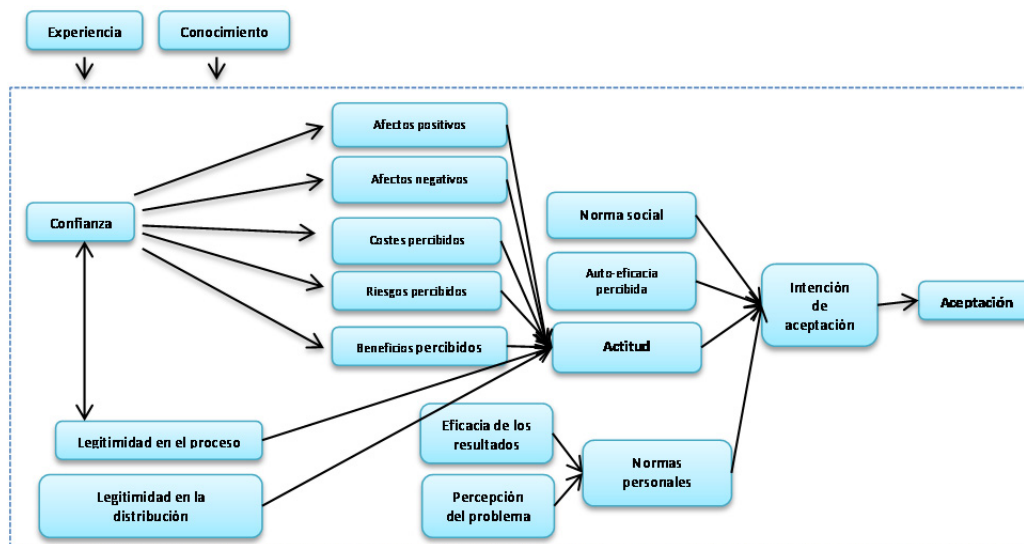 Experiencia
Conocimiento
Afectos positivos
Afectos negativos
Confianza
Costes percibidos
Riesgos percibidos
Beneficios percibidos
Norma social
Auto-eficacia
percibida
Actitud
Intención
de
aceptación
Aceptación
Legitimidad en el proceso
Legitimidad en la
distribución
Eficacia de los
resultados
Percepción
del problema
Normas
personales